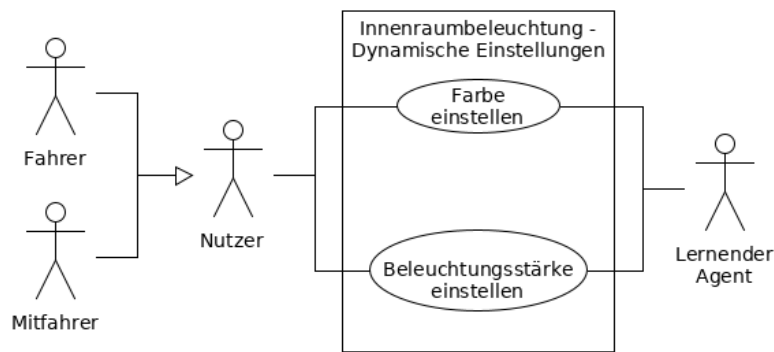 Innenraumbeleuchtung -
Dynamische Einstellungen
Farbe
einstellen
Fahrer
Nutzer
Beleuchtungsstärke
einstellen
Lernender
Agent
Mitfahrer